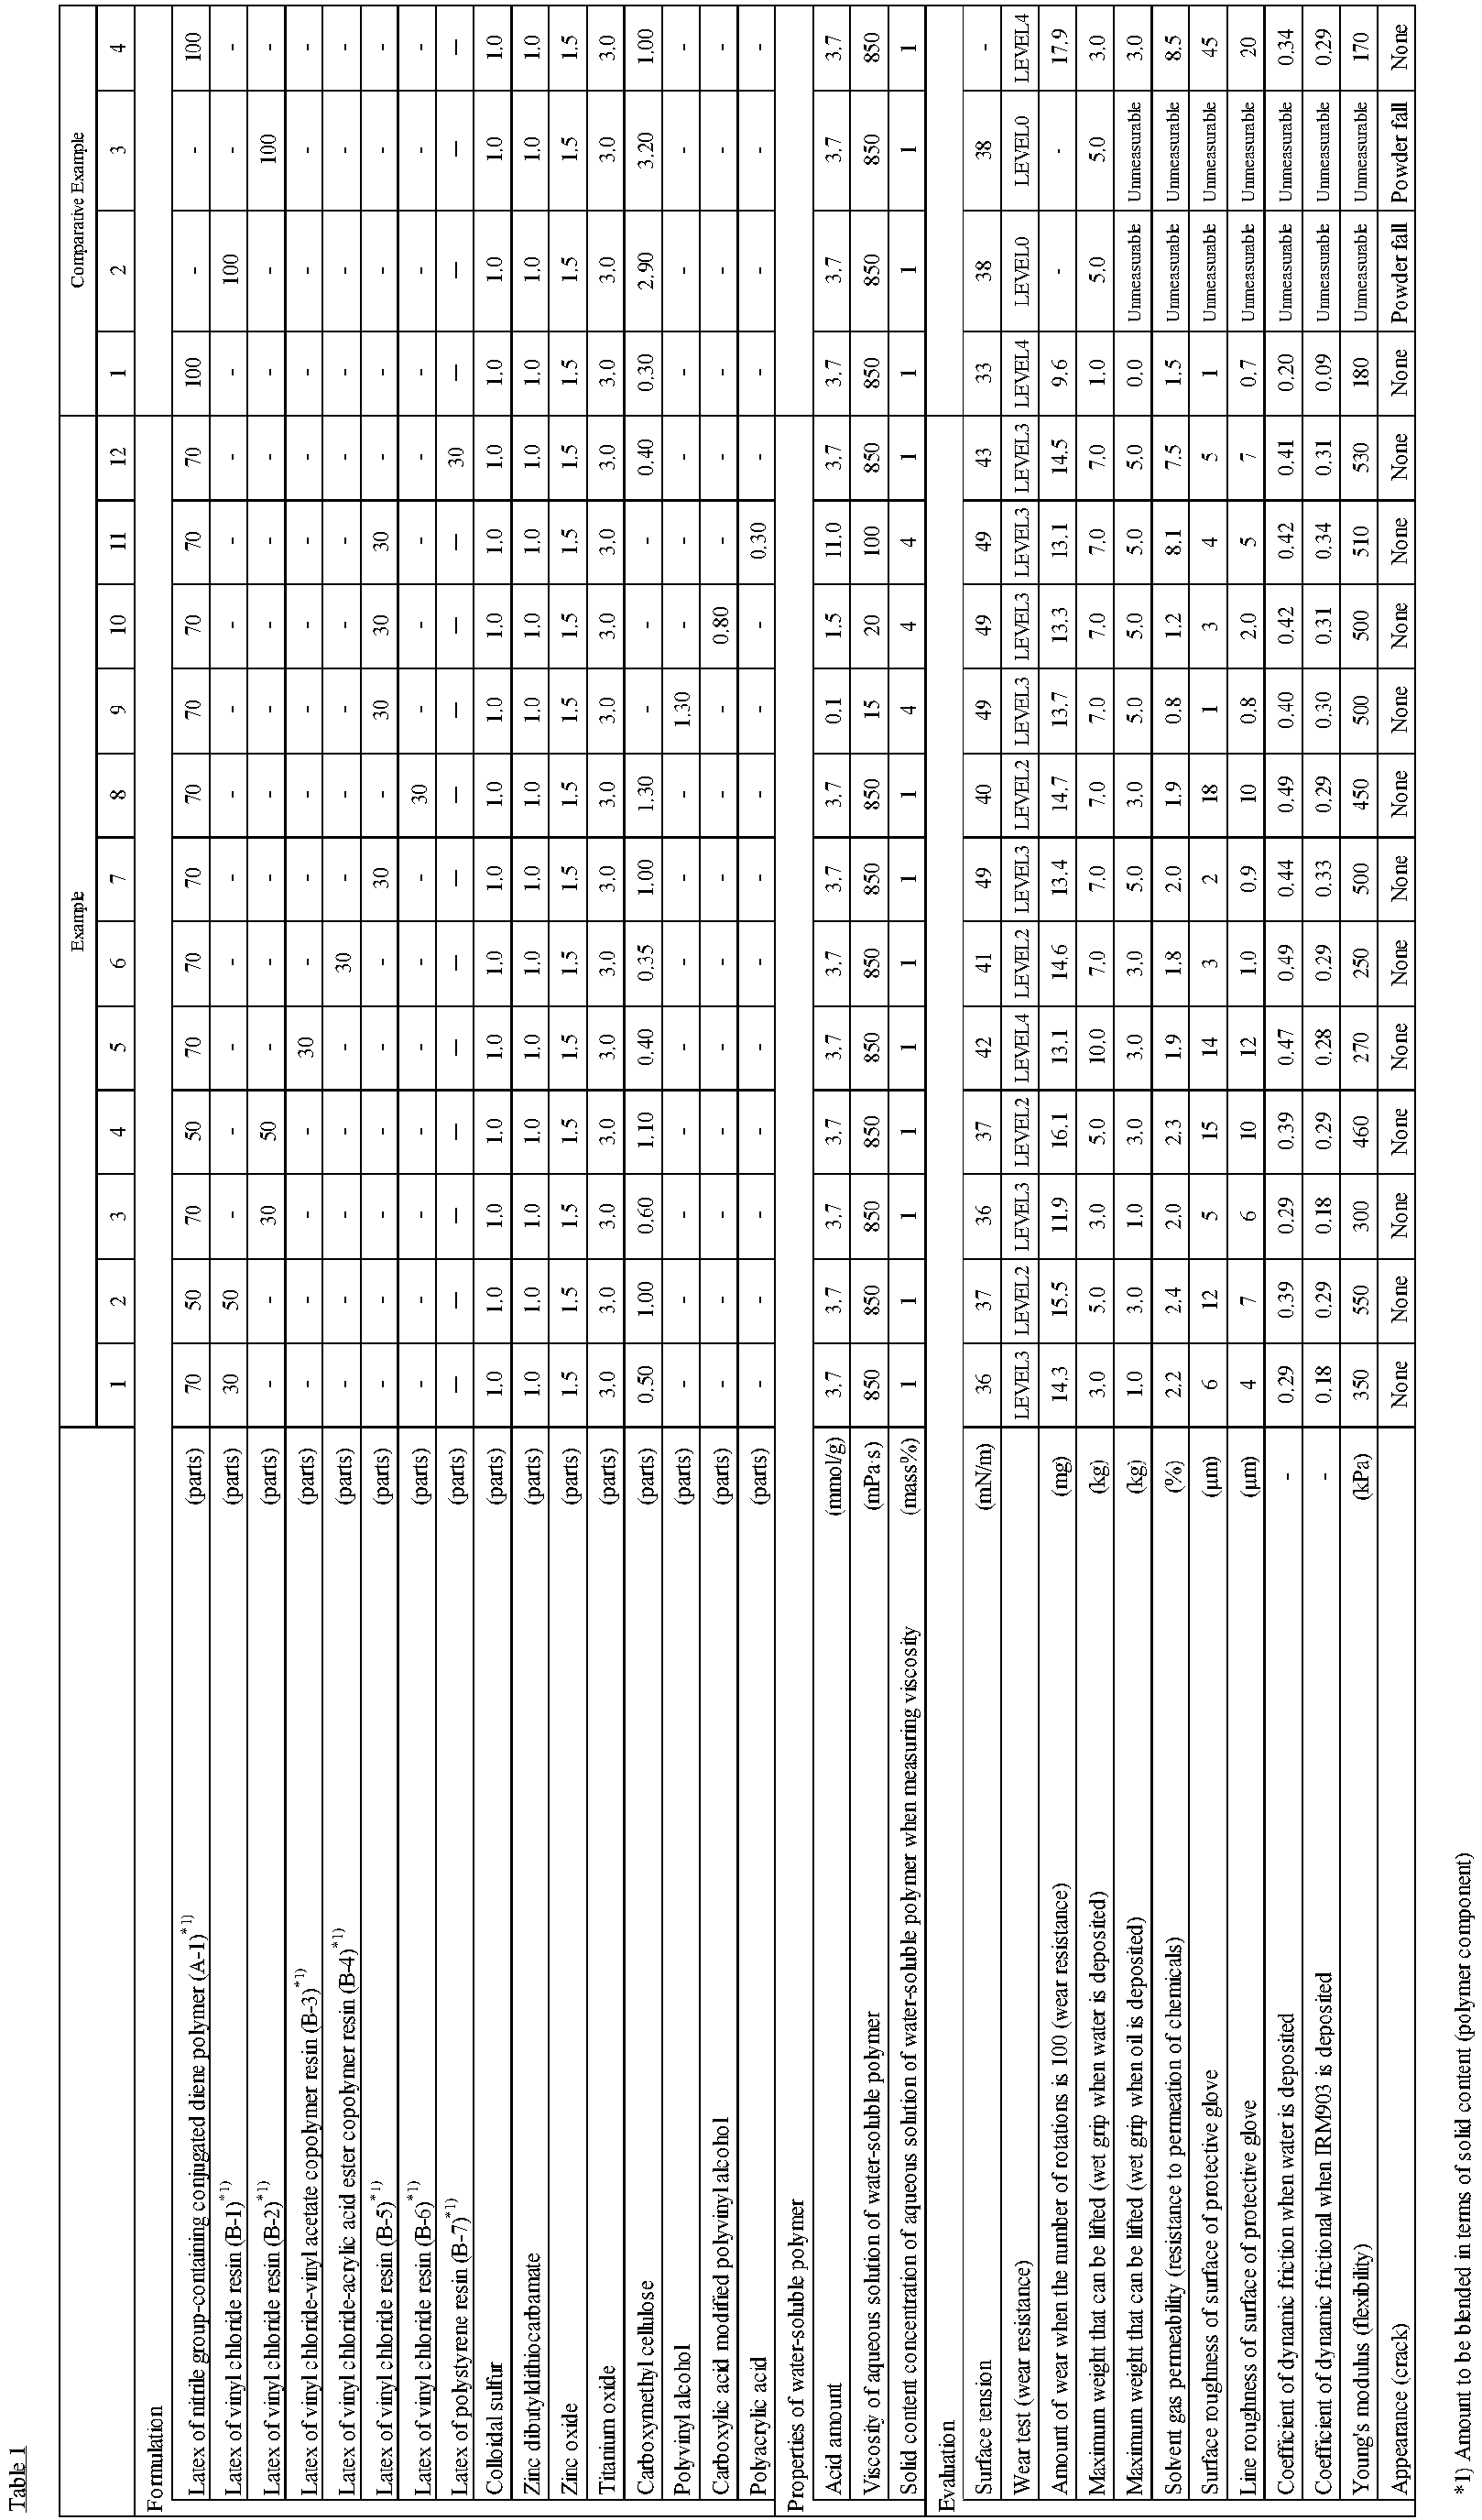 Table 1
Example Comparative Example
1 2 3 4 5 6 7 8 9 10 11 12 1 2 3 4
Formulation
Latex of nitrile group-containing conjugated diene polymer (A-1)*1) (parts) 70 50 70 50 70 70 70 70 70 70 70 70 100 - - 100
Latex of vinyl chloride resin (B-1)*1) (parts) 30 50 - - - - - - - - - - - 100 - -
Latex of vinyl chloride resin (B-2)*1) (parts) - - 30 50 - - - - - - - - - - 100 -
Latex of vinyl chloride-vinyl acetate copolymer resin (B-3)*1) (parts) - - - - 30 - - - - - - - - - - -
Latex of vinyl chloride-acrylic acid ester copolymer resin (B-4)*1) (parts) - - - - - 30 - - - - - - - - - -
Latex of vinyl chloride resin (B-5)*1) (parts) - - - - - - 30 - 30 30 30 - - - - -
Latex of vinyl chloride resin (B-6)*1) (parts) - - - - - - - 30 - - - - - - - -
Latex of polystyrene resin (B-7)*1) (parts) — — — — — — — — — — — 30 — — — —
Colloidal sulfur (parts) 1.0 1.0 1.0 1.0 1.0 1.0 1.0 1.0 1.0 1.0 1.0 1.0 1.0 1.0 1.0 1.0
Zinc dibutyldithiocarbamate (parts) 1.0 1.0 1.0 1.0 1.0 1.0 1.0 1.0 1.0 1.0 1.0 1.0 1.0 1.0 1.0 1.0
Zinc oxide (parts) 1.5 1.5 1.5 1.5 1.5 1.5 1.5 1.5 1.5 1.5 1.5 1.5 1.5 1.5 1.5 1.5
Titanium oxide (parts) 3.0 3.0 3.0 3.0 3.0 3.0 3.0 3.0 3.0 3.0 3.0 3.0 3.0 3.0 3.0 3.0
Carboxymethyl cellulose (parts) 0.50 1.00 0.60 1.10 0.40 0.35 1.00 1.30 - - - 0.40 0.30 2.90 3.20 1.00
Polyvinyl alcohol (parts) - - - - - - - - 1.30 - - - - - - -
Carboxylic acid modified polyvinyl alcohol (parts) - - - - - - - - - 0.80 - - - - - -
Polyacrylic acid (parts) - - - - - - - - - - 0.30 - - - - -
Properties of water-soluble polymer
Acid amount (mmol/g) 3.7 3.7 3.7 3.7 3.7 3.7 3.7 3.7 0.1 1.5 11.0 3.7 3.7 3.7 3.7 3.7
Viscosity of aqueous solution of water-soluble polymer (mPa·s) 850 850 850 850 850 850 850 850 15 20 100 850 850 850 850 850
Solid content concentration of aqueous solution of water-soluble polymer when measuring viscosity (mass%) 1 1 1 1 1 1 1 1 4 4 4 1 1 1 1 1
Evaluation
Surface tension (mN/m) 36 37 36 37 42 41 49 40 49 49 49 43 33 38 38 -
Wear test (wear resistance) LEVEL3 LEVEL2 LEVEL3 LEVEL2 LEVEL4 LEVEL2 LEVEL3 LEVEL2 LEVEL3 LEVEL3 LEVEL3 LEVEL3 LEVEL4 LEVEL0 LEVEL0 LEVEL4
Amount of wear when the number of rotations is 100 (wear resistance) (mg) 14.3 15.5 11.9 16.1 13.1 14.6 13.4 14.7 13.7 13.3 13.1 14.5 9.6 - - 17.9
Maximum weight that can be lifted (wet grip when water is deposited) (kg) 3.0 5.0 3.0 5.0 10.0 7.0 7.0 7.0 7.0 7.0 7.0 7.0 1.0 5.0 5.0 3.0
Maximum weight that can be lifted (wet grip when oil is deposited) (kg) 1.0 3.0 1.0 3.0 3.0 3.0 5.0 3.0 5.0 5.0 5.0 5.0 0.0 Unmeasurable Unmeasurable 3.0
Solvent gas permeability (resistance to permeation of chemicals) (%) 2.2 2.4 2.0 2.3 1.9 1.8 2.0 1.9 0.8 1.2 8.1 7.5 1.5 Unmeasurable Unmeasurable 8.5
Surface roughness of surface of protective glove (μm) 6 12 5 15 14 3 2 18 1 3 4 5 1 Unmeasurable Unmeasurable 45
Line roughness of surface of protective glove (μm) 4 7 6 10 12 1.0 0.9 10 0.8 2.0 5 7 0.7 Unmeasurable Unmeasurable 20
Coefficient of dynamic friction when water is deposited - 0.29 0.39 0.29 0.39 0.47 0.49 0.44 0.49 0.40 0.42 0.42 0.41 0.20 Unmeasurable Unmeasurable 0.34
Coefficient of dynamic frictional when IRM903 is deposited - 0.18 0.29 0.18 0.29 0.28 0.29 0.33 0.29 0.30 0.31 0.34 0.31 0.09 Unmeasurable Unmeasurable 0.29
Young's modulus (flexibility) (kPa) 350 550 300 460 270 250 500 450 500 500 510 530 180 Unmeasurable Unmeasurable 170
Appearance (crack) None None None None None None None None None None None None None Powder fall Powder fall None
*1) Amount to be blended in terms of solid content (polymer component)